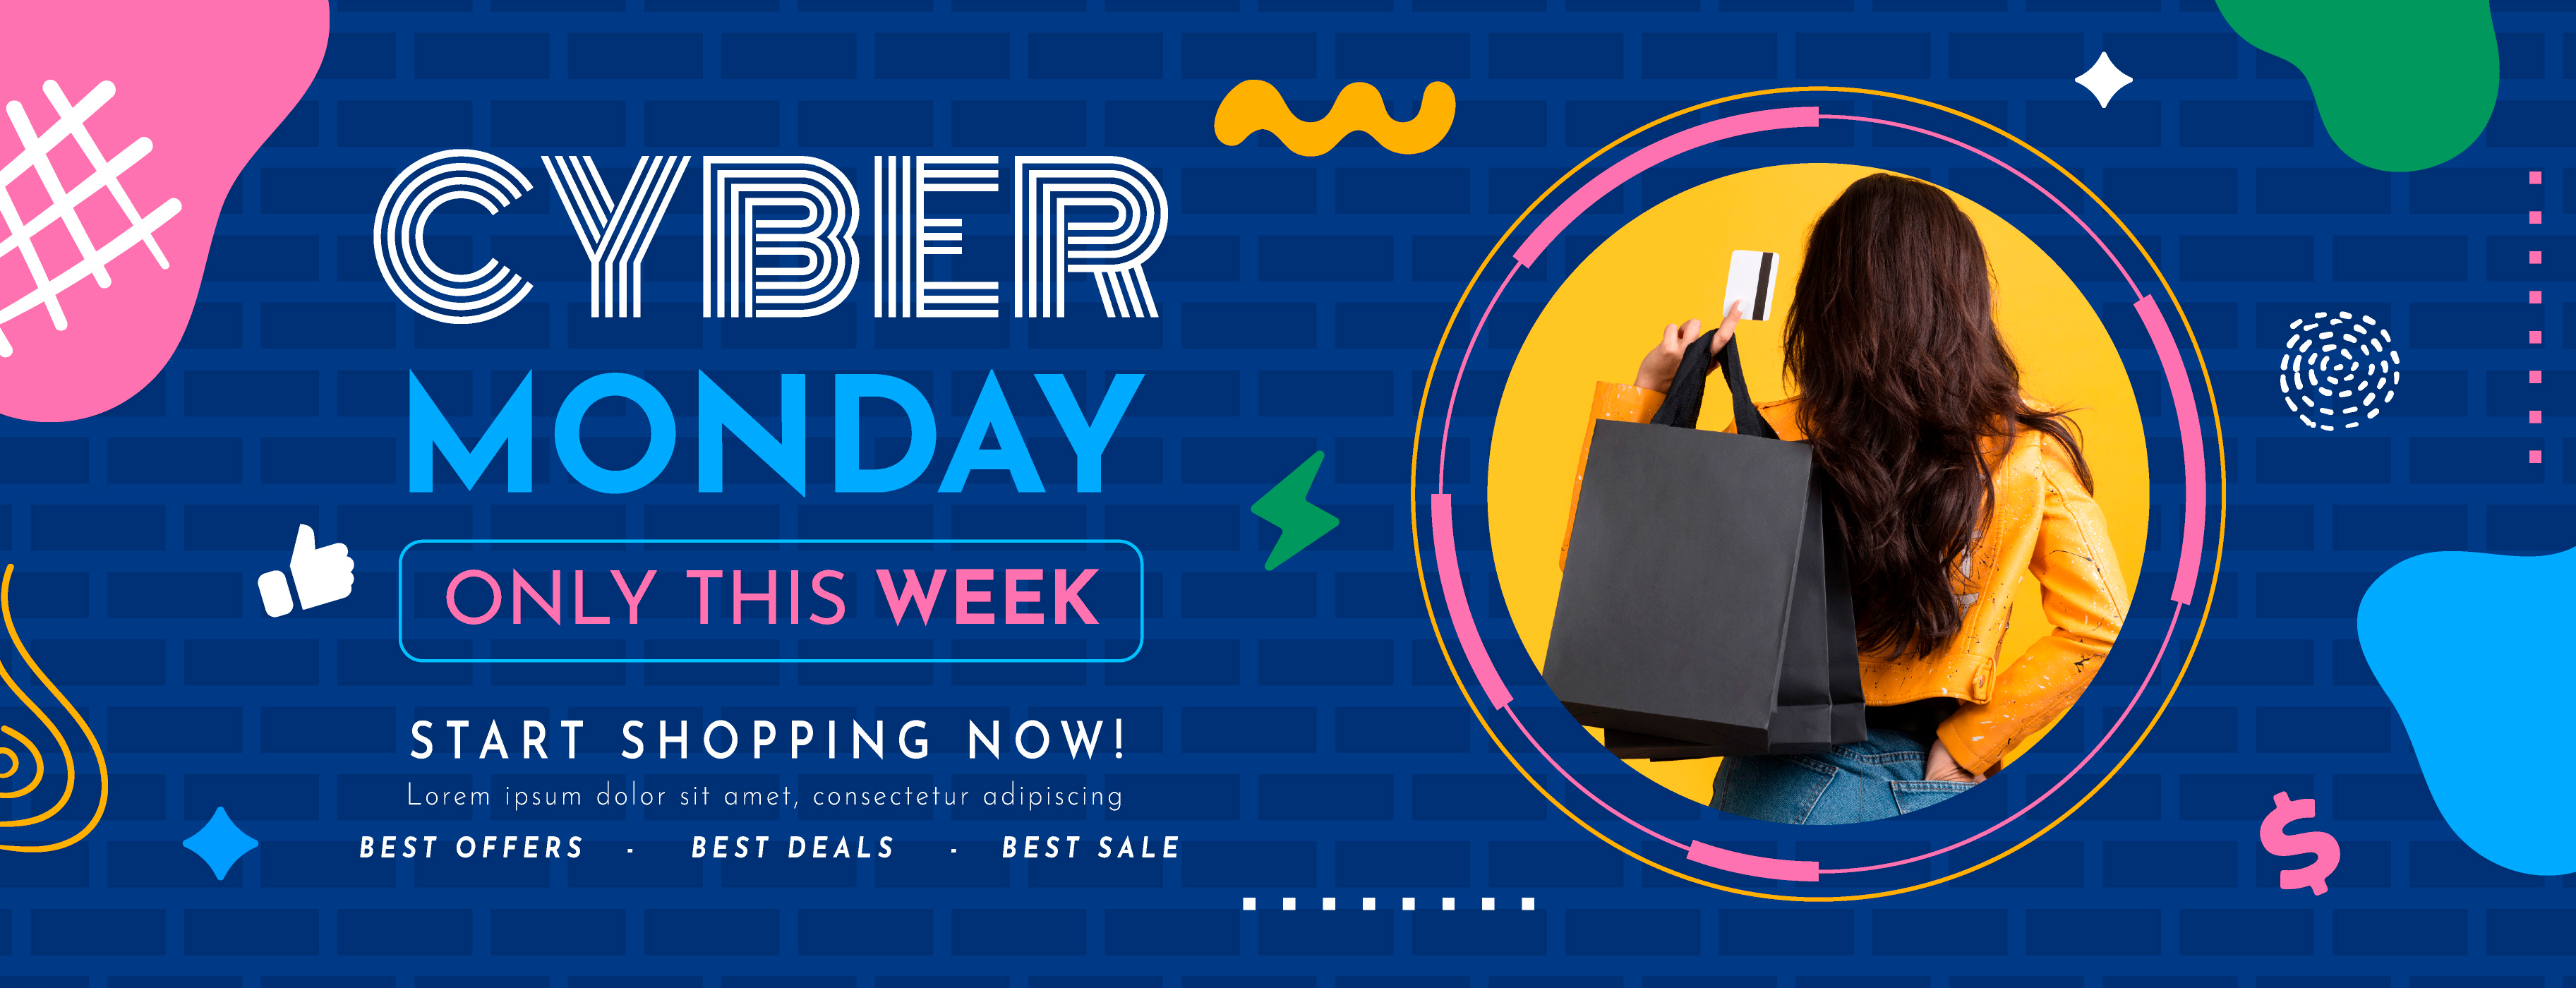 CYBER
MONDAY
ONLY THIS WEEK
START SHOPPING NOW!
Lorem ipsum dolor sit amet, consectetur adipiscing
BEST OFFERS - BEST DEALS - BEST SALE
$